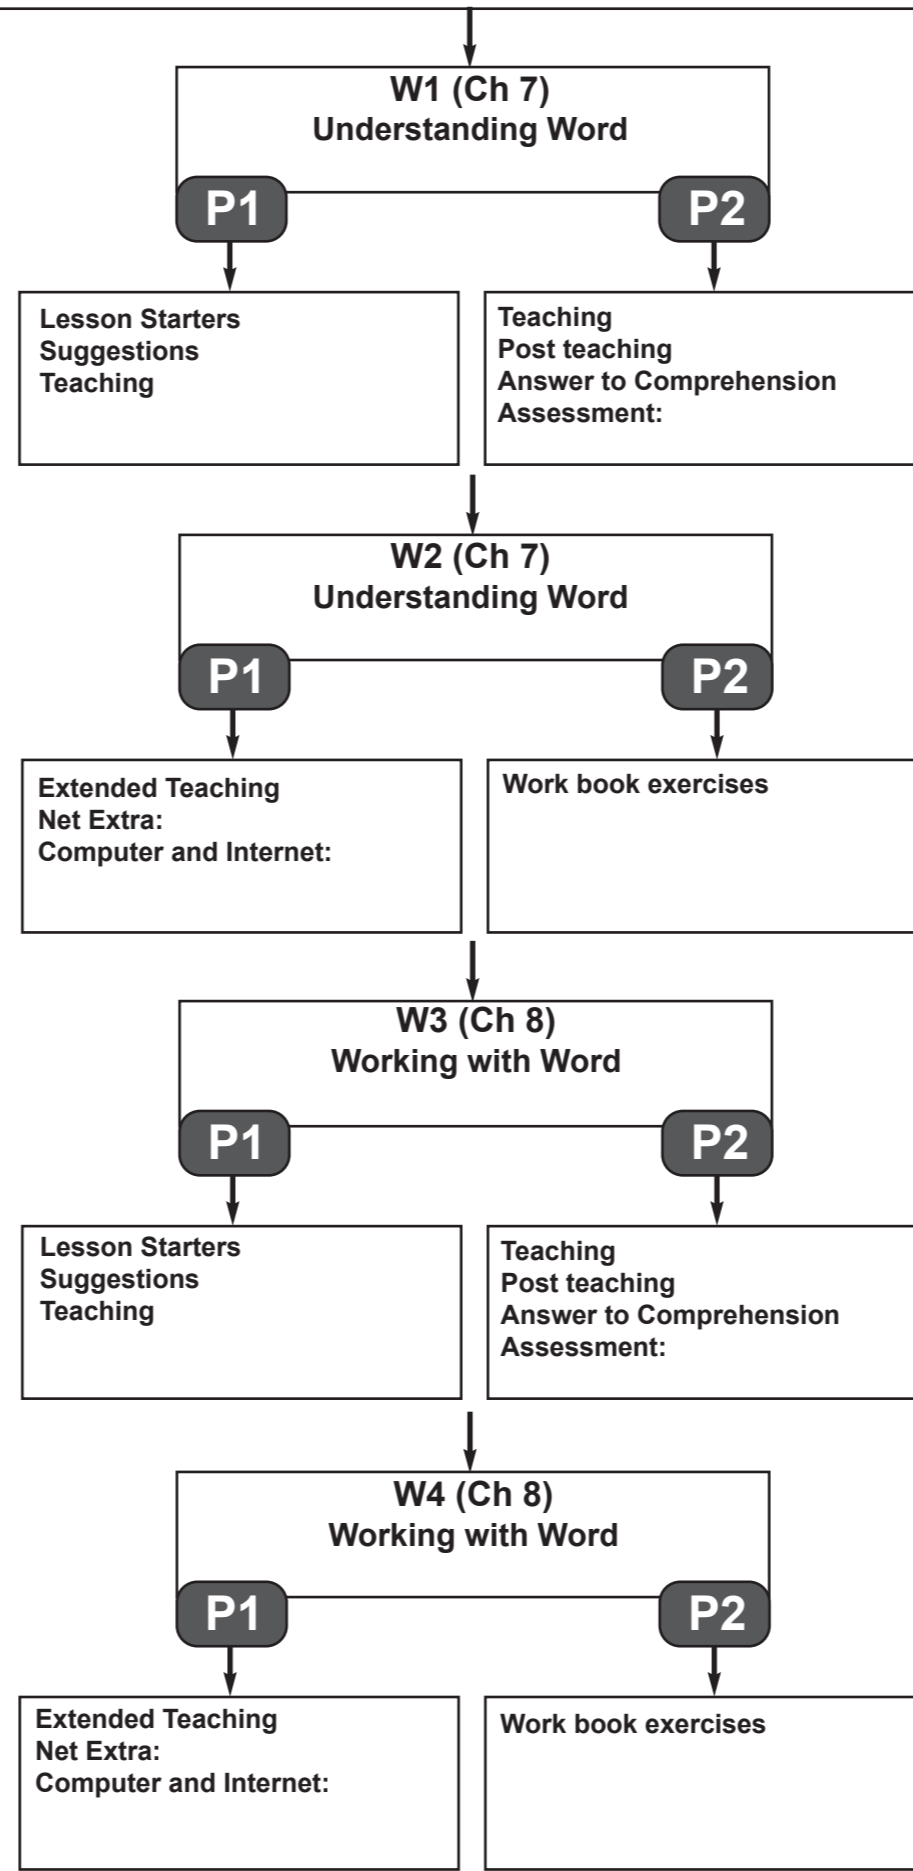 W1 (Ch 7)
Understanding Word
P1
P2
Lesson Starters
Suggestions
Teaching
Teaching
Post teaching
Answer to Comprehension
Assessment:
W2 (Ch 7)
Understanding Word
P1
P2
Extended Teaching
Net Extra:
Computer and Internet:
Work book exercises
W3 (Ch 8)
Working with Word
P1
P2
Lesson Starters
Suggestions
Teaching
Teaching
Post teaching
Answer to Comprehension
Assessment:
W4 (Ch 8)
Working with Word
P1
P2
Extended Teaching
Net Extra:
Computer and Internet:
Work book exercises